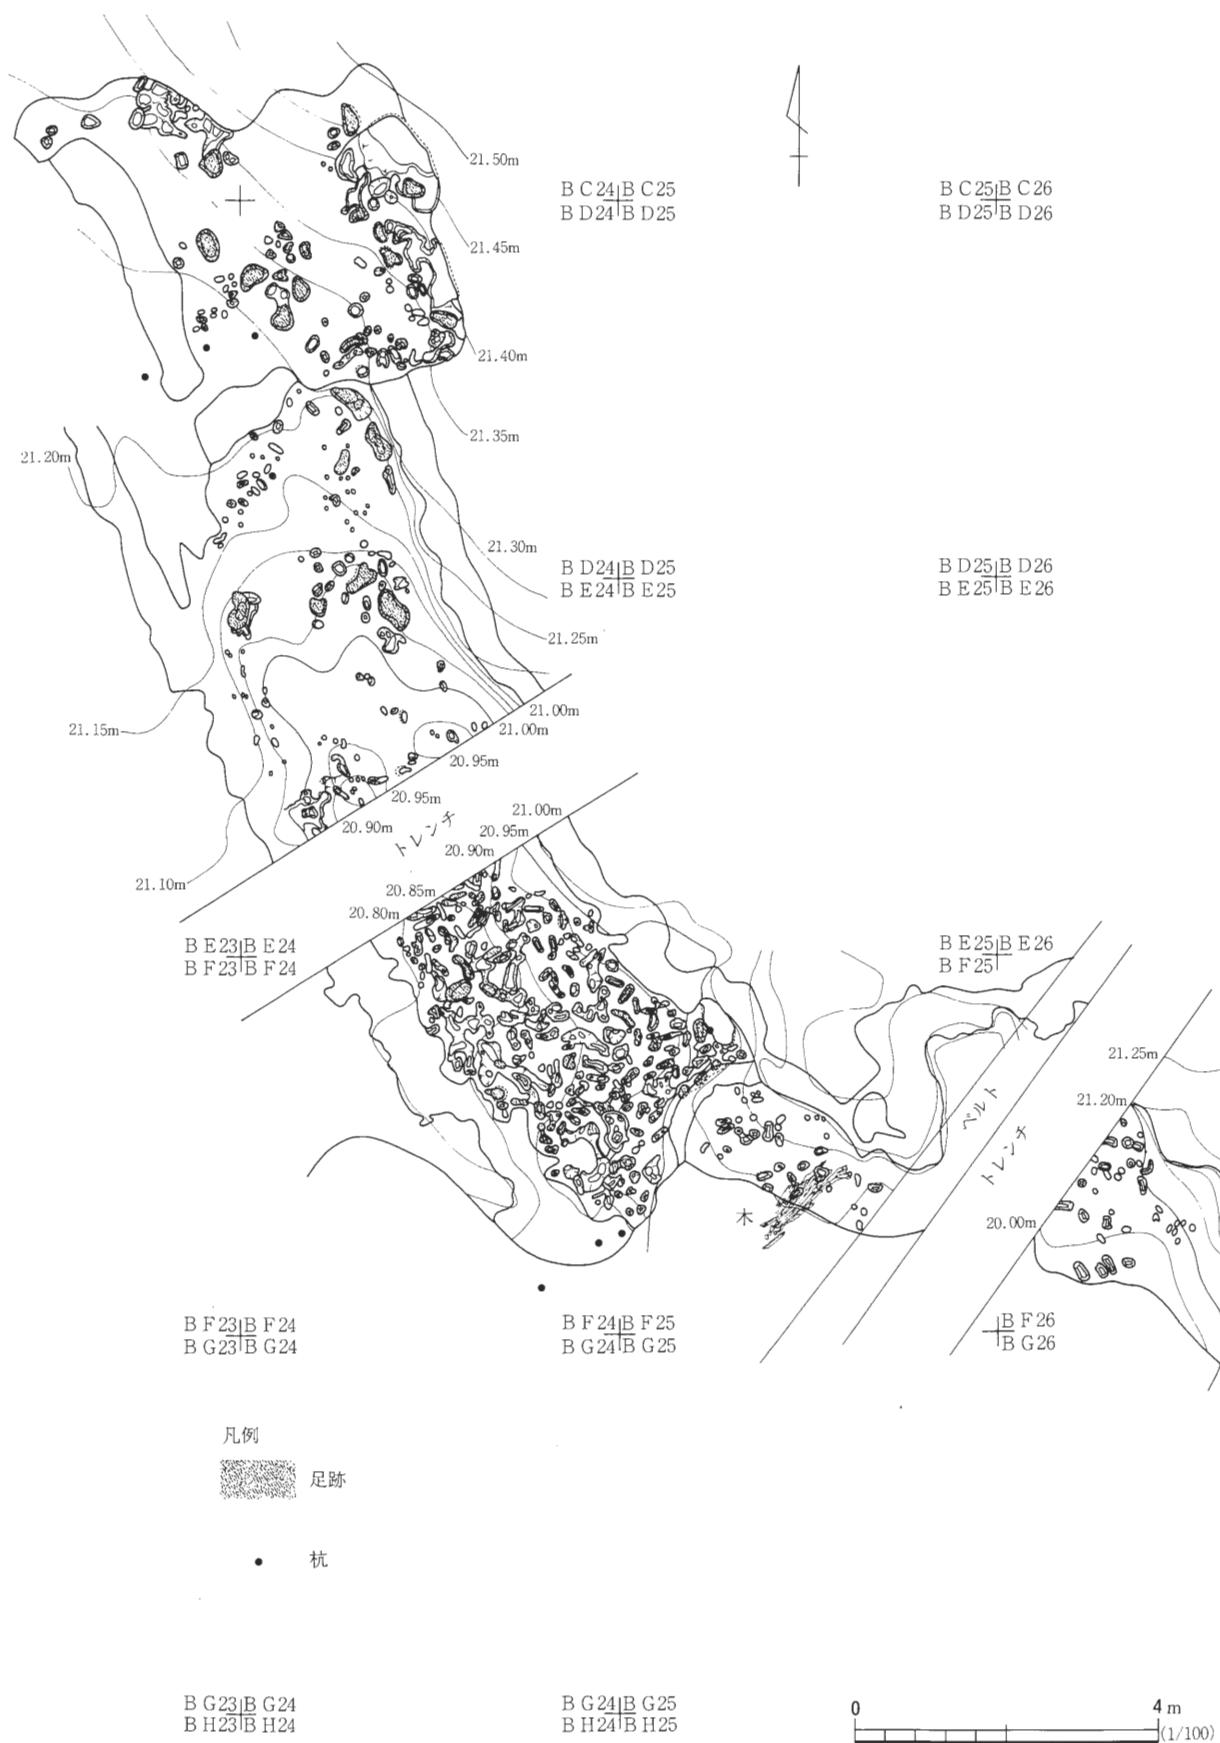 21.50m
B C24 B C25
B D24 B D25
B C25 B C26
B D25 B D26
21.45m
21.40m
21.35m
21.20m
21.30m
B D24 B D25
B E24 B E25
B D25 B D26
B E25 B E26
21.25m
21.00m
21.00m
21.15m
20.95m
20.95m
20.90m
トレンチ
21.00m
20.95m
20.90m
21.10m
20.85m
20.80m
B E23 B E24
B F23 B F24
B E25 B E26
B F25
21.25m
21.20m
ベルト
トレンチ
木
20.00m
B F23 B F24
B G23 B G24
B F24 B F25
B G24 B G25
B F26
B G26
凡例
足跡
杭
B G23 B G24
B H23 B H24
B G24 B G25
B H24 B H25
0 4 m
(1/100)